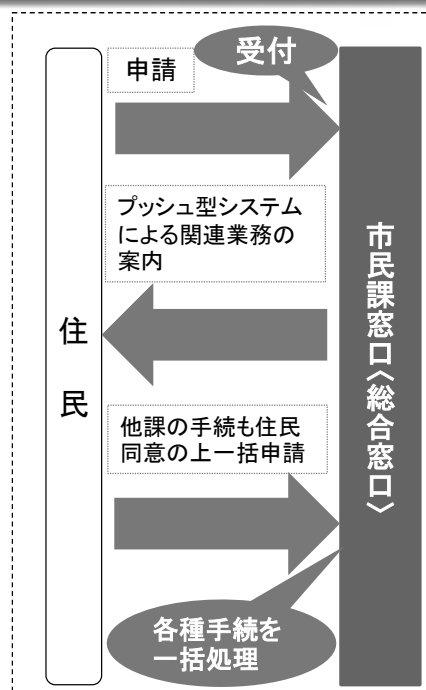 申請
受付
プッシュ型システム
による関連業務の
案内
住民
市民課窓口〈総合窓口〉
他課の手続も住民
同意の上一括申請
各種手続を
一括処理